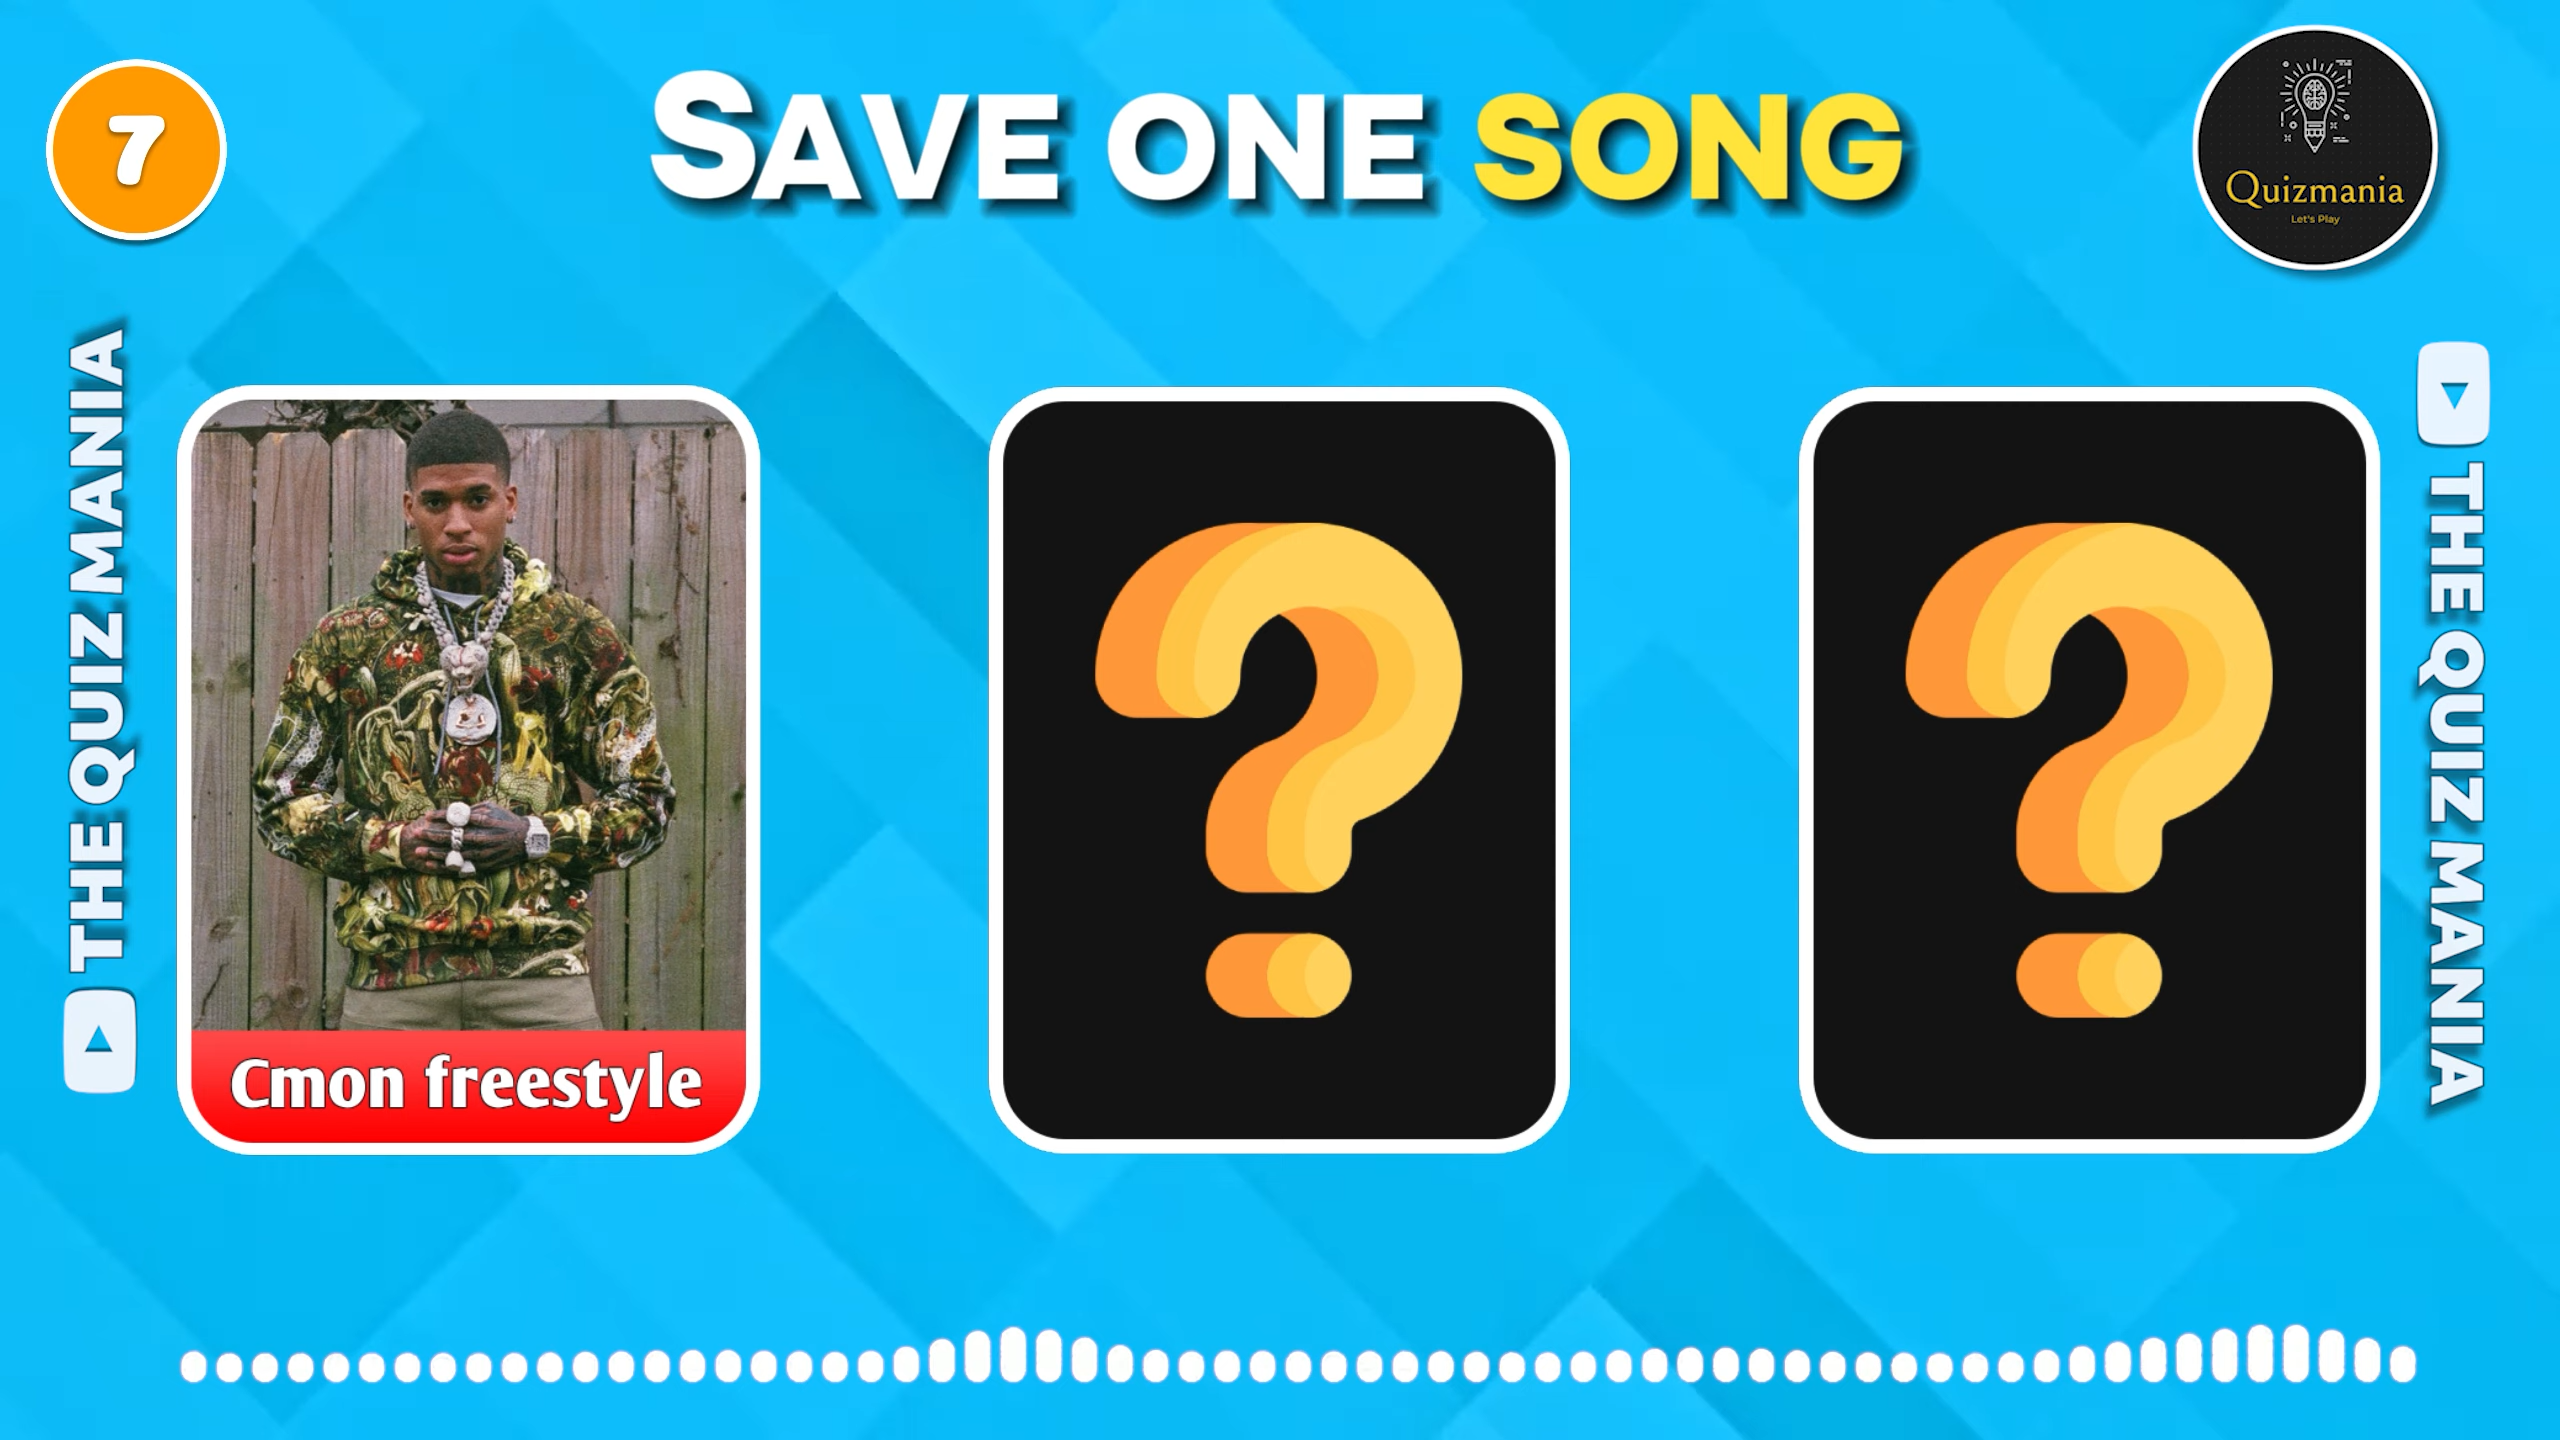 7
SAVE ONE SONG
Quizmania
Let's Play
THE QUIZ MANIA
Cmon freestyle
?
?
THE QUIZ MANIA